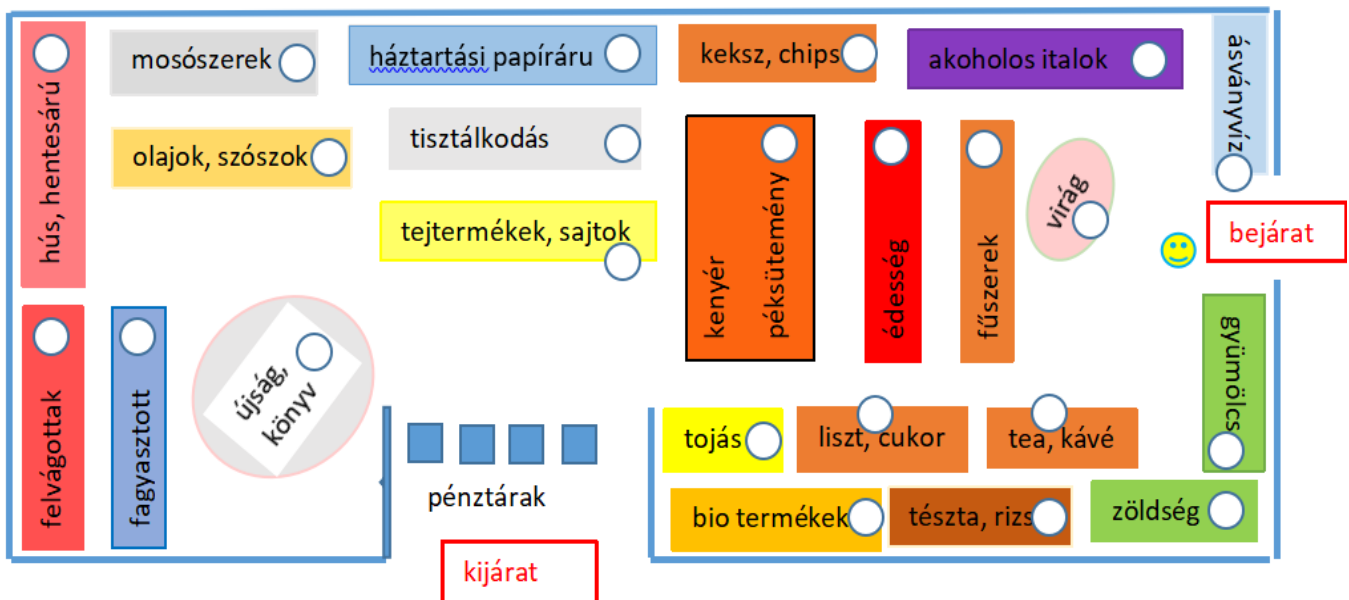 hús, hentesárú
mosószerek
háztartási papíráru
keksz, chips
akoholos italok
ásványvíz
olajok, szószok
tisztálkodás
tejtermékek, sajtok
kenyér
péksütemény
édesség
fűszerek
virág
bejárat
felvágottak
fagyasztott
újság,
könyv
gyümölcs
tojás
liszt, cukor
tea, kávé
pénztárak
bio termékek
tészta, rizs
zöldség
kijárat